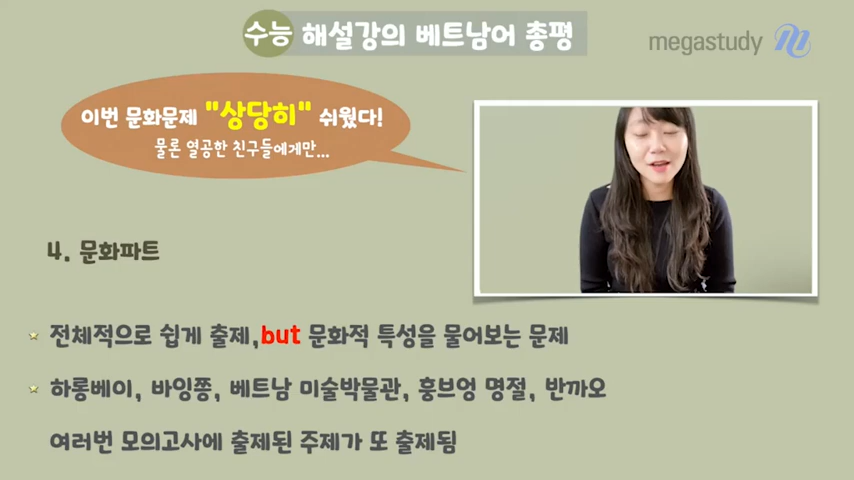 수능 해설강의 베트남어 총평
megastudy
이번 문화문제 "상당히" 쉬웠다!
물론 열공한 친구들에게만...
4. 문화파트
전체적으로 쉽게 출제,but 문화적 특성을 물어보는 문제
하롱베이, 바잉쫑, 베트남 미술박물관, 훙브엉 명절, 반까오
여러번 모의고사에 출제된 주제가 또 출제됨